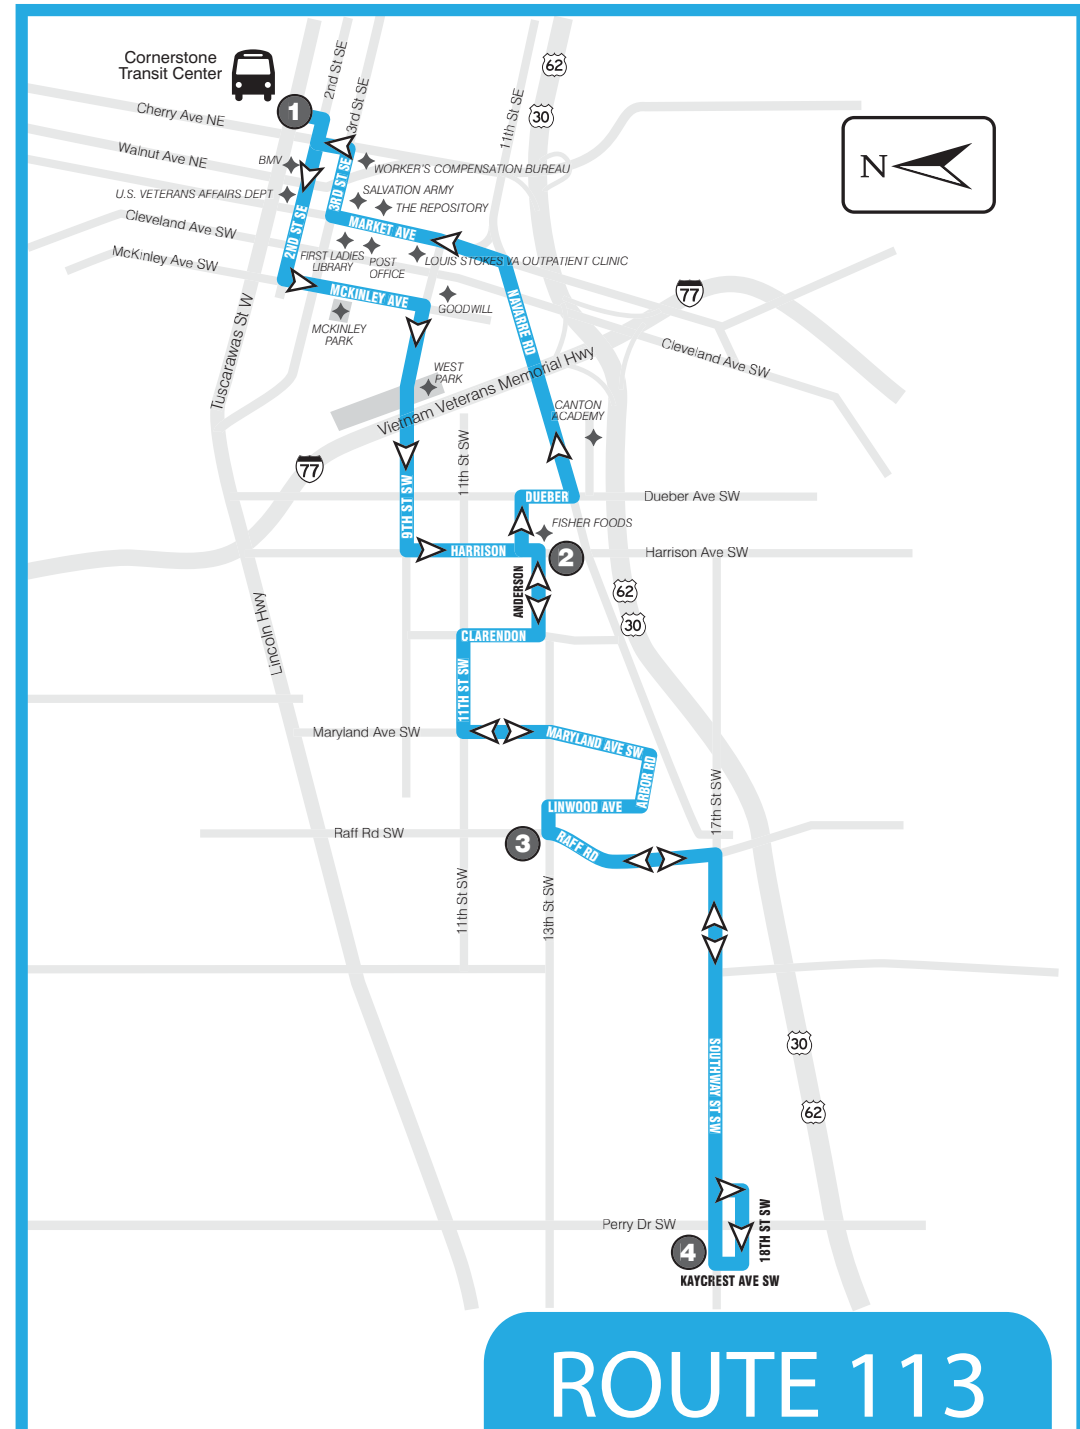 Cornerstone
Transit Center
1
2nd St SE
3rd St SE
11th St SE
62
30
Cherry Ave NE
Walnut Ave NE
BMV
WORKER'S COMPENSATION BUREAU
U.S. VETERANS AFFAIRS DEPT
SALVATION ARMY
THE REPOSITORY
3RD ST SE
N
Cleveland Ave SW
MARKET AVE
2ND ST SE
FIRST LADIES
LIBRARY
POST
OFFICE
LOUIS STOKES VA OUTPATIENT CLINIC
McKinley Ave SW
MCKINLEY AVE
GOODWILL
77
MCKINLEY
PARK
NAVARRE RD
Tuscarawas St W
WEST
PARK
Vietnam Veterans Memorial Hwy
Cleveland Ave SW
CANTON
ACADEMY
77
11th St SW
9TH ST SW
DUEBER
Dueber Ave SW
FISHER FOODS
HARRISON
2
Harrison Ave SW
ANDERSON
62
30
Lincoln Hwy
CLARENDON
11TH ST SW
Maryland Ave SW
MARYLAND AVE SW
ARBOR RD
LINWOOD AVE
17th St SW
Raff Rd SW
3
RAFF RD
11th St SW
13th St SW
30
SOUTHWAY ST SW
62
Perry Dr SW
18TH ST SW
4
KAYCREST AVE SW
ROUTE 113